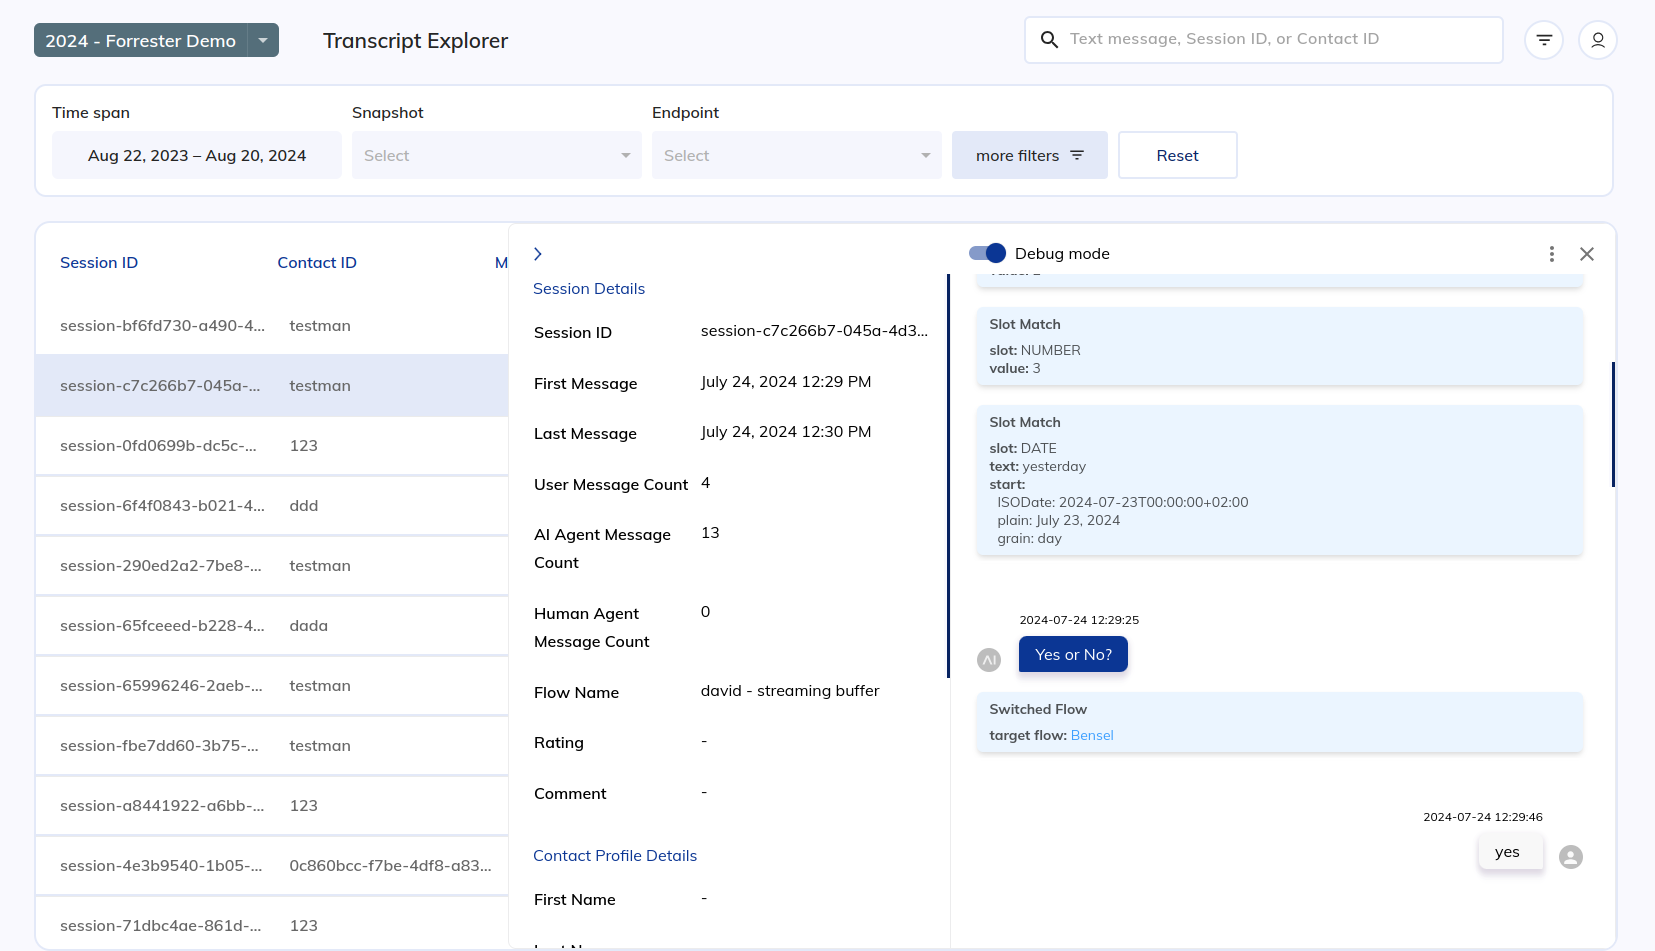 2024 - Forrester Demo
Transcript Explorer
Text message, Session ID, or Contact ID
Time span
Snapshot
Endpoint
Aug 22, 2023 – Aug 20, 2024
Select
Select
more filters
Reset
Session ID
Contact ID
M
session-bf6fd730-a490-4...
testman
session-c7c266b7-045a-...
testman
session-0fd0699b-dc5c-...
123
session-6f4f0843-b021-4...
ddd
session-290ed2a2-7be8-...
testman
session-65fceeed-b228-4...
dada
session-65996246-2aeb-...
testman
session-fbe7dd60-3b75-...
testman
session-a8441922-a6bb-...
123
session-4e3b9540-1b05-...
0c860bcc-f7be-4df8-a83...
session-71dbc4ae-861d-...
123
Session Details
Session ID
session-c7c266b7-045a-4d3...
First Message
July 24, 2024 12:29 PM
Last Message
July 24, 2024 12:30 PM
User Message Count
4
AI Agent Message
Count
13
Human Agent
Message Count
0
Flow Name
david - streaming buffer
Rating
-
Comment
-
Contact Profile Details
First Name
-
Debug mode
Slot Match
slot: NUMBER
value: 3
Slot Match
slot: DATE
text: yesterday
start:
ISODate: 2024-07-23T00:00:00+02:00
plain: July 23, 2024
grain: day
2024-07-24 12:29:25
AI
Yes or No?
Switched Flow
target flow: Bensel
2024-07-24 12:29:46
yes